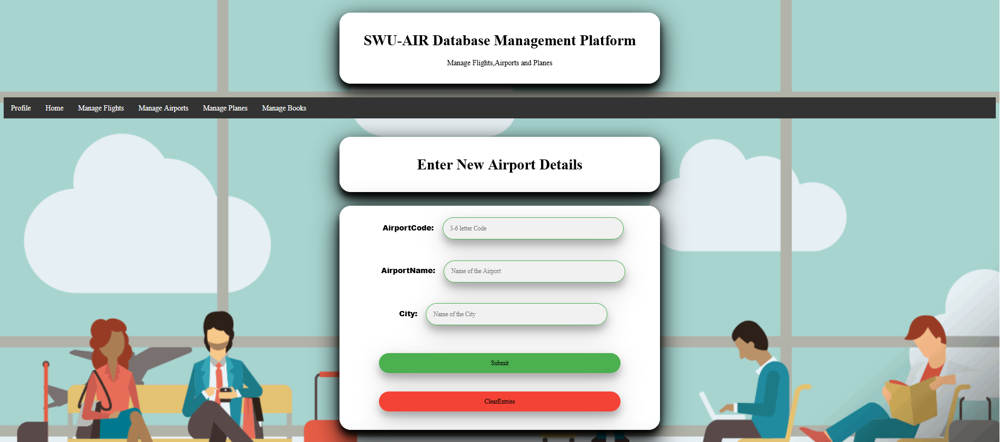 SWU-AIR Database Management Platform
Manage Flights,Airports and Planes
Profile Home Manage Flights Manage Airports Manage Planes Manage Books
Enter New Airport Details
AirportCode: 3-6 letter Code
AirportName: Name of the Airport
City: Name of the City
Submit
ClearEntries